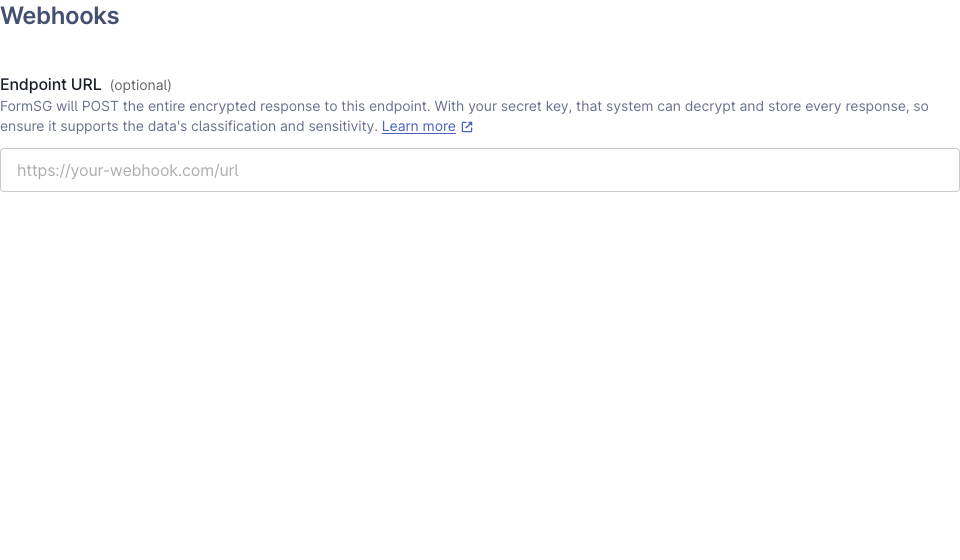 Webhooks
Endpoint URL (optional)
FormSG will POST the entire encrypted response to this endpoint. With your secret key, that system can decrypt and store every response, so
ensure it supports the data's classification and sensitivity. Learn more
https://your-webhook.com/url